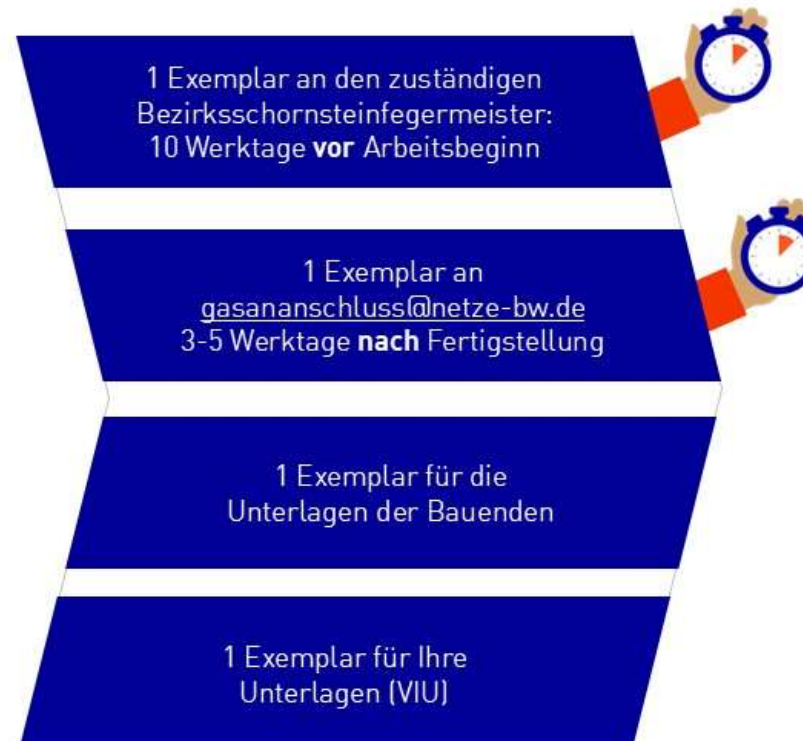 1 Exemplar an den zuständigen
Bezirksschornsteinfegermeister:
10 Werktage vor Arbeitsbeginn
1 Exemplar an
gasananschluss@netze-bw.de
3-5 Werktage nach Fertigstellung
1 Exemplar für die
Unterlagen der Bauenden
1 Exemplar für Ihre
Unterlagen (VIU)